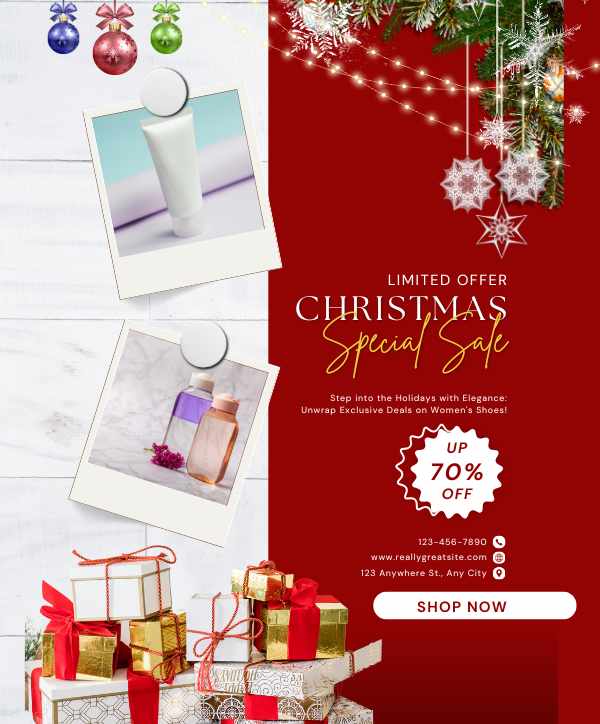 LIMITED OFFER
CHRISTMAS
Special Sale
Step into the Holidays with Elegance:
Unwrap Exclusive Deals on Women's Shoes!
UP
70%
OFF
123-456-7890
www.reallygreatsite.com
123 Anywhere St., Any City
SHOP NOW